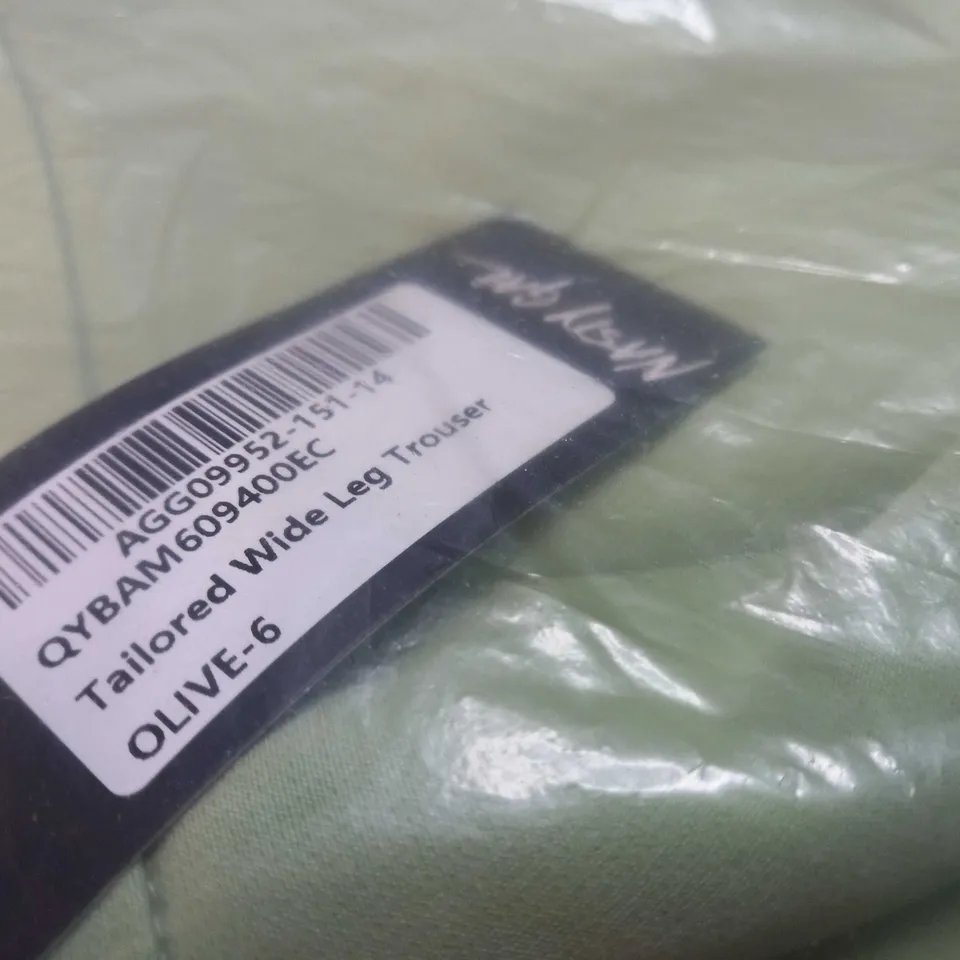 NASTY GAL
AGG09952-151-14
QYBAM609400EC
Tailored Wide Leg Trouser
OLIVE-6